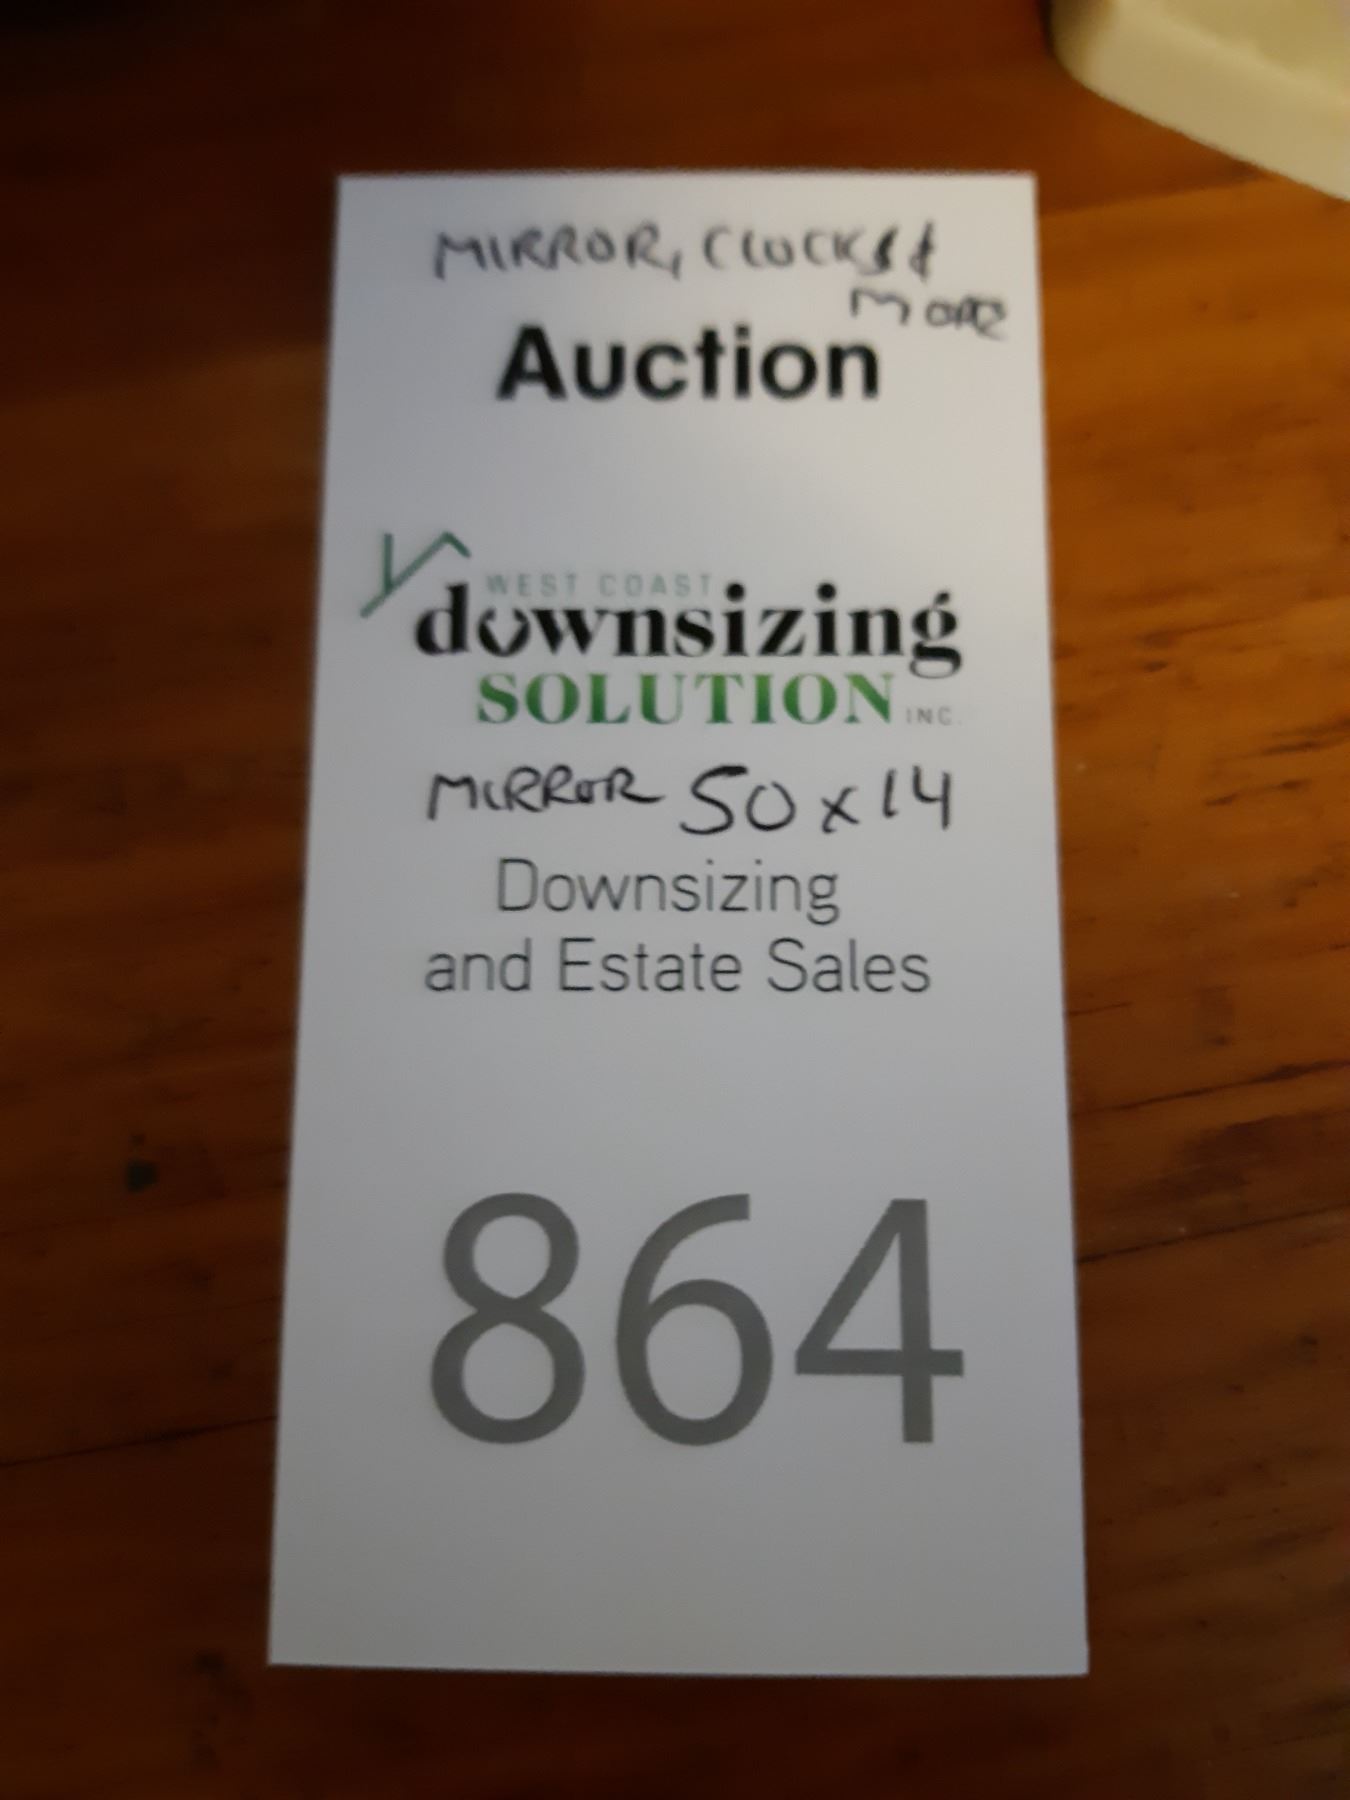 MIRROR, CLOCKS &
MORE
Auction
WEST COAST
downsizing
SOLUTION INC.
MIRROR 50 x 14
Downsizing
and Estate Sales
864